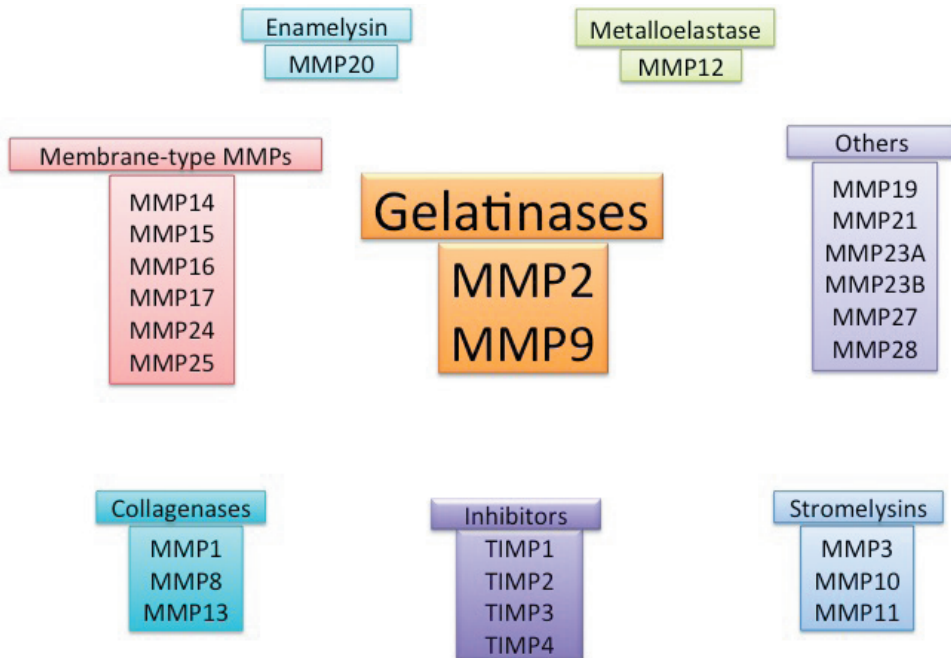 Enamelysin
MMP20
Metalloelastase
MMP12
Membrane-type MMPs
MMP14
MMP15
MMP16
MMP17
MMP24
MMP25
Gelatinases
MMP2
MMP9
Others
MMP19
MMP21
MMP23A
MMP23B
MMP27
MMP28
Collagenases
MMP1
MMP8
MMP13
Inhibitors
TIMP1
TIMP2
TIMP3
TIMP4
Stromelysins
MMP3
MMP10
MMP11